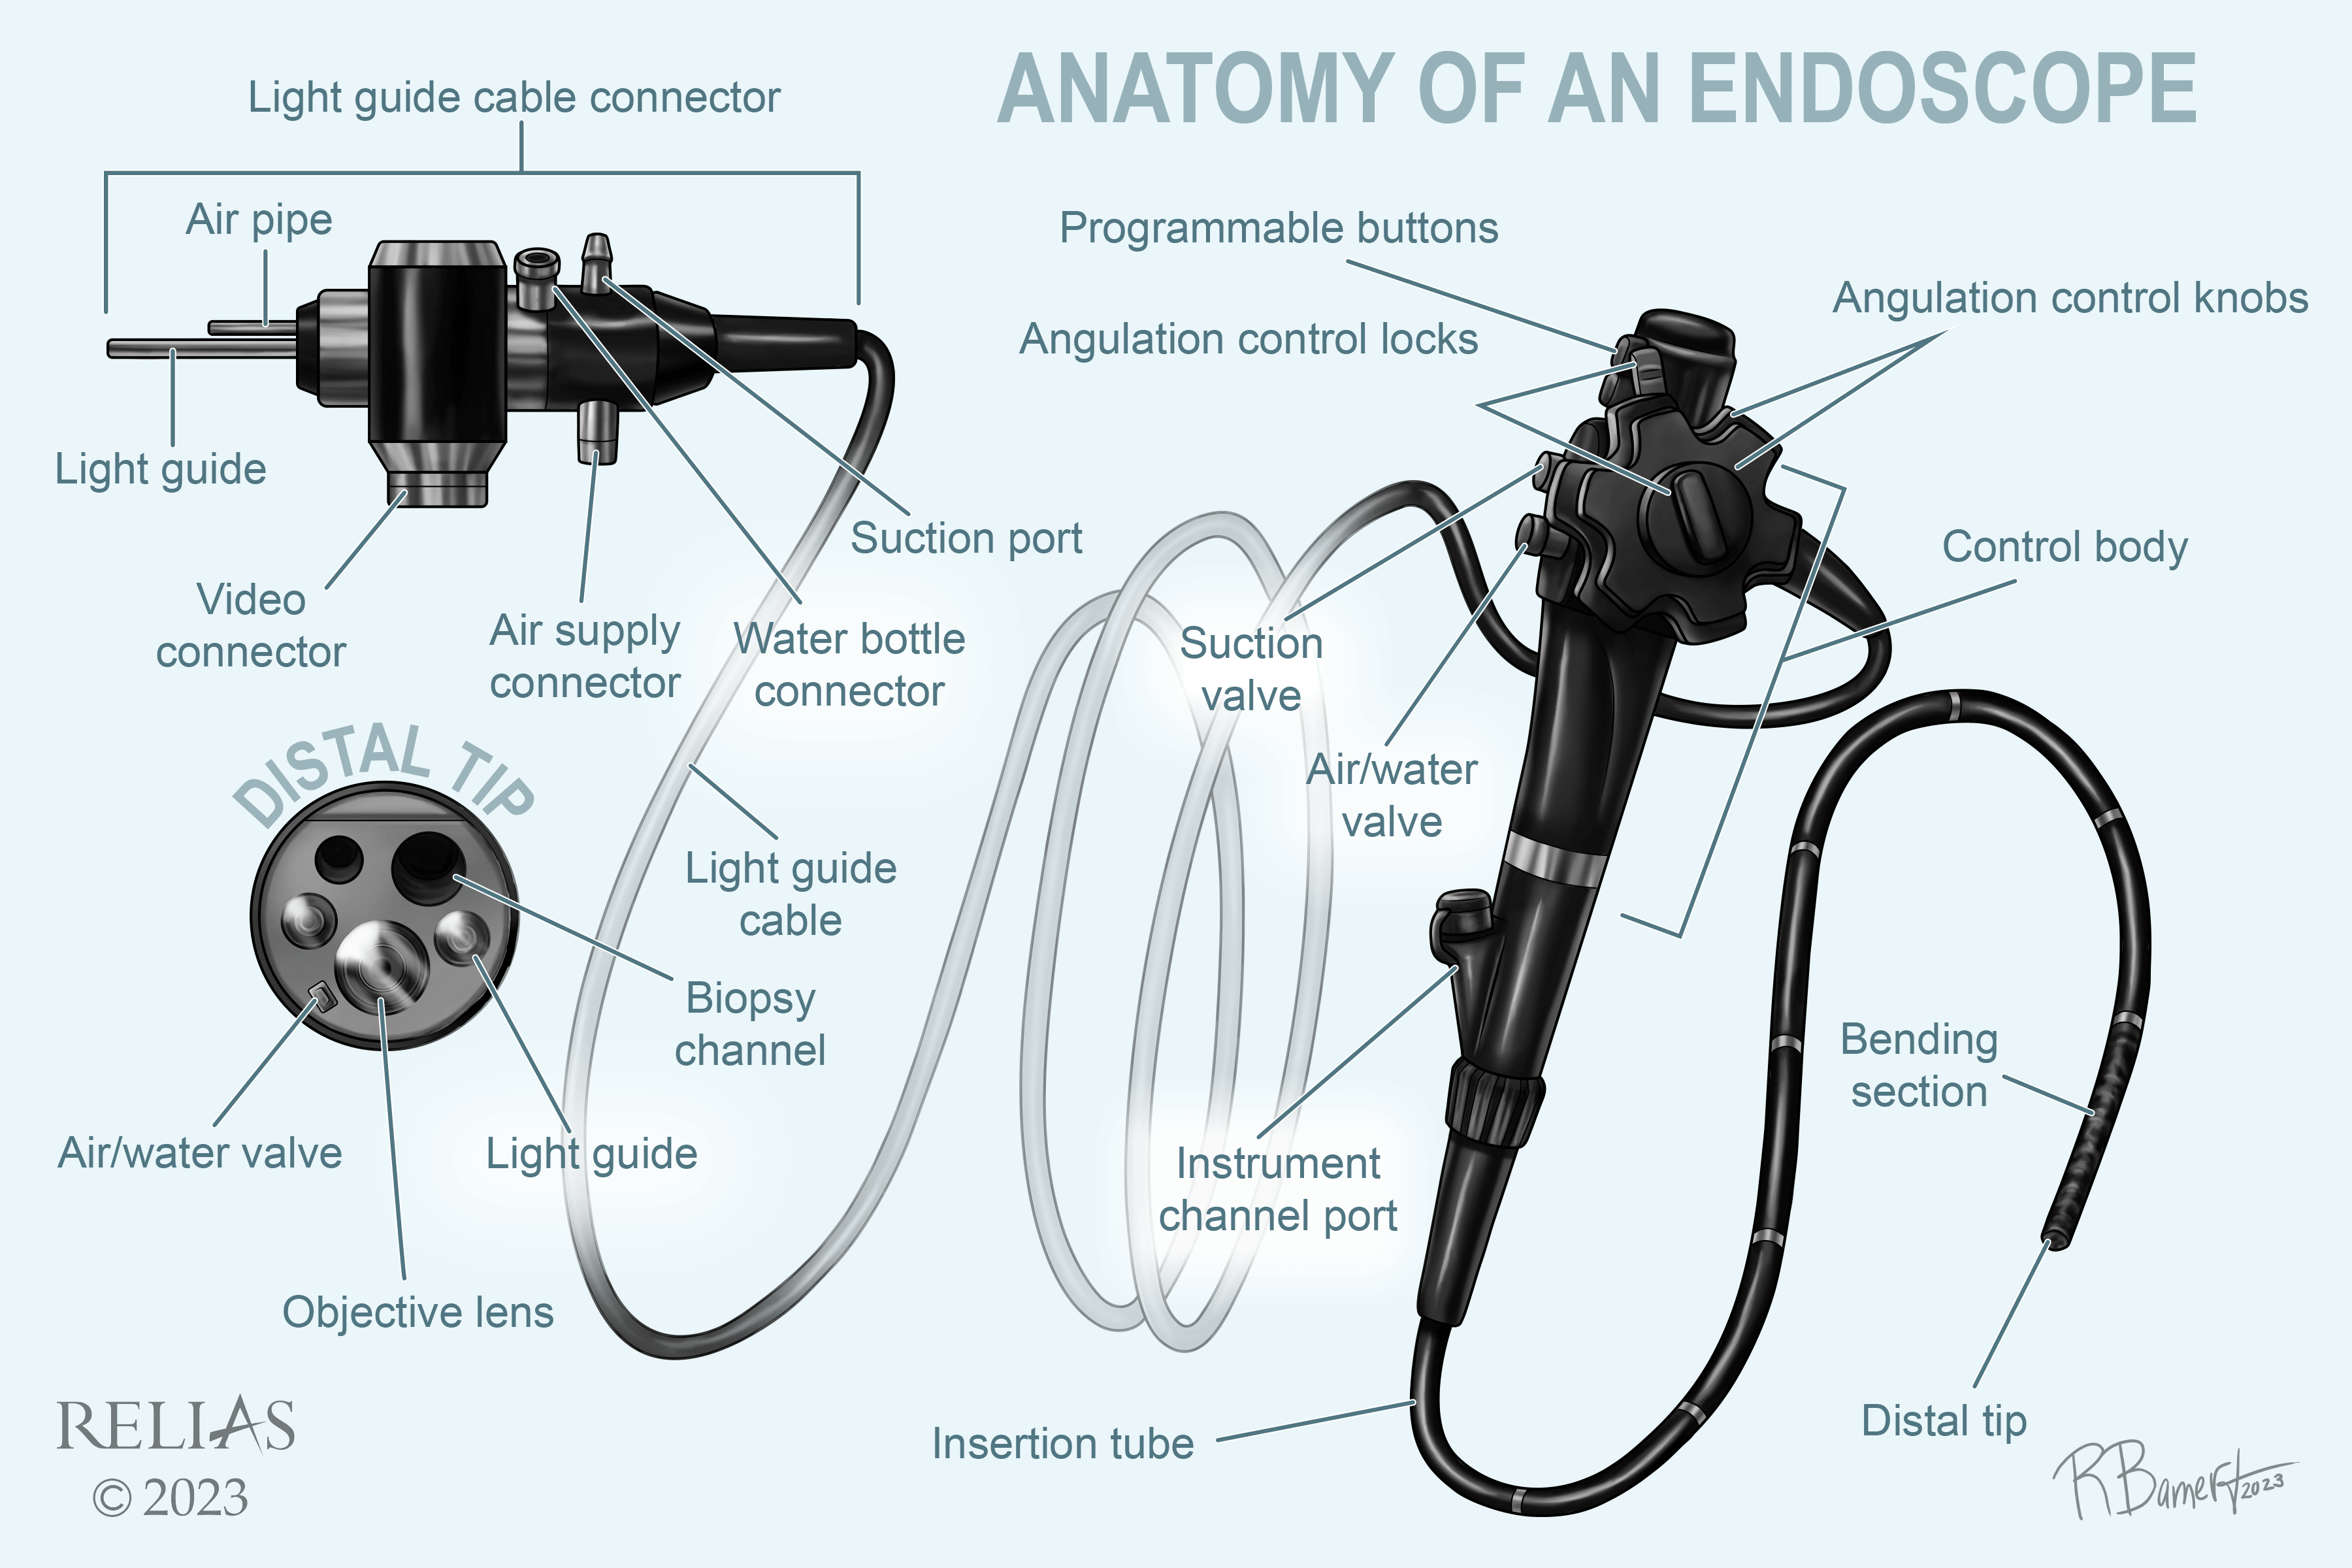 ANATOMY OF AN ENDOSCOPE
Light guide cable connector
Air pipe
Light guide
Video
connector
Air supply
connector
Water bottle
connector
Suction port
Programmable buttons
Angulation control locks
Angulation control knobs
Control body
Suction
valve
Air/water
valve
DISTAL TIP
Light guide
cable
Biopsy
channel
Air/water valve
Light guide
Objective lens
Instrument
channel port
Bending
section
Insertion tube
Distal tip
RELIAS
© 2023
RBamert 2023